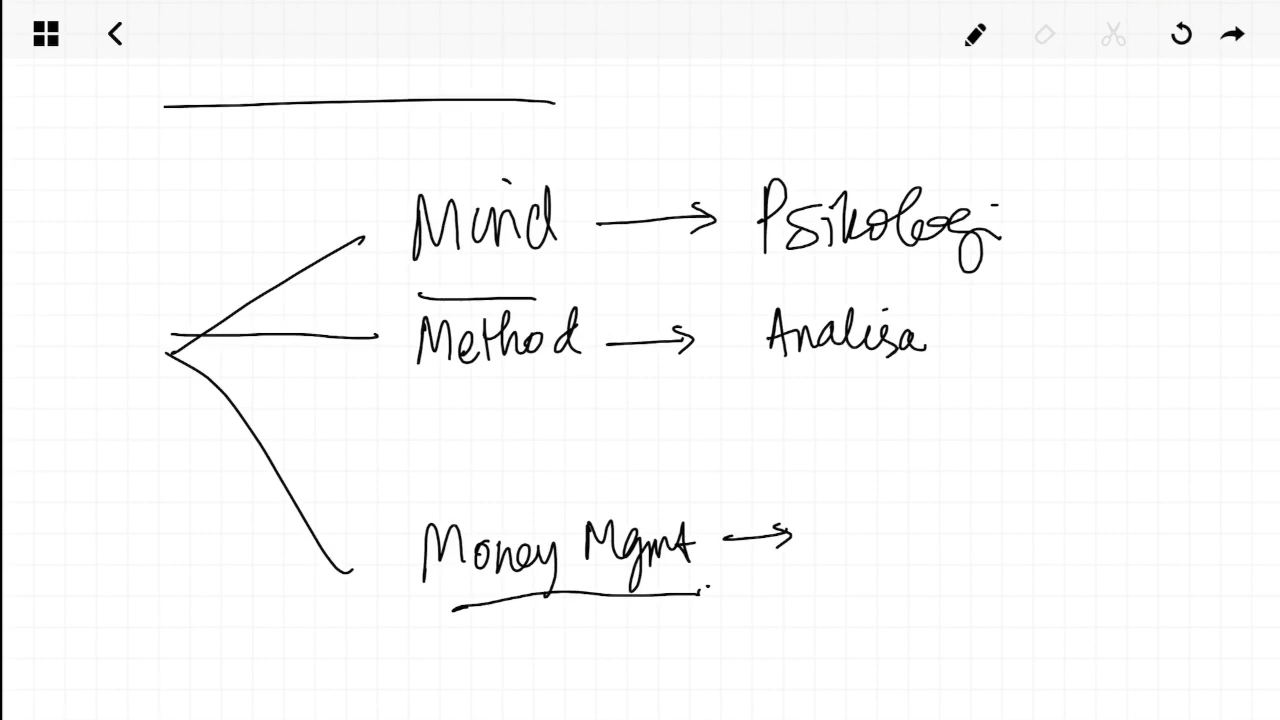 Mind → Psikologi
Method → Analisa
Money Mgmt →